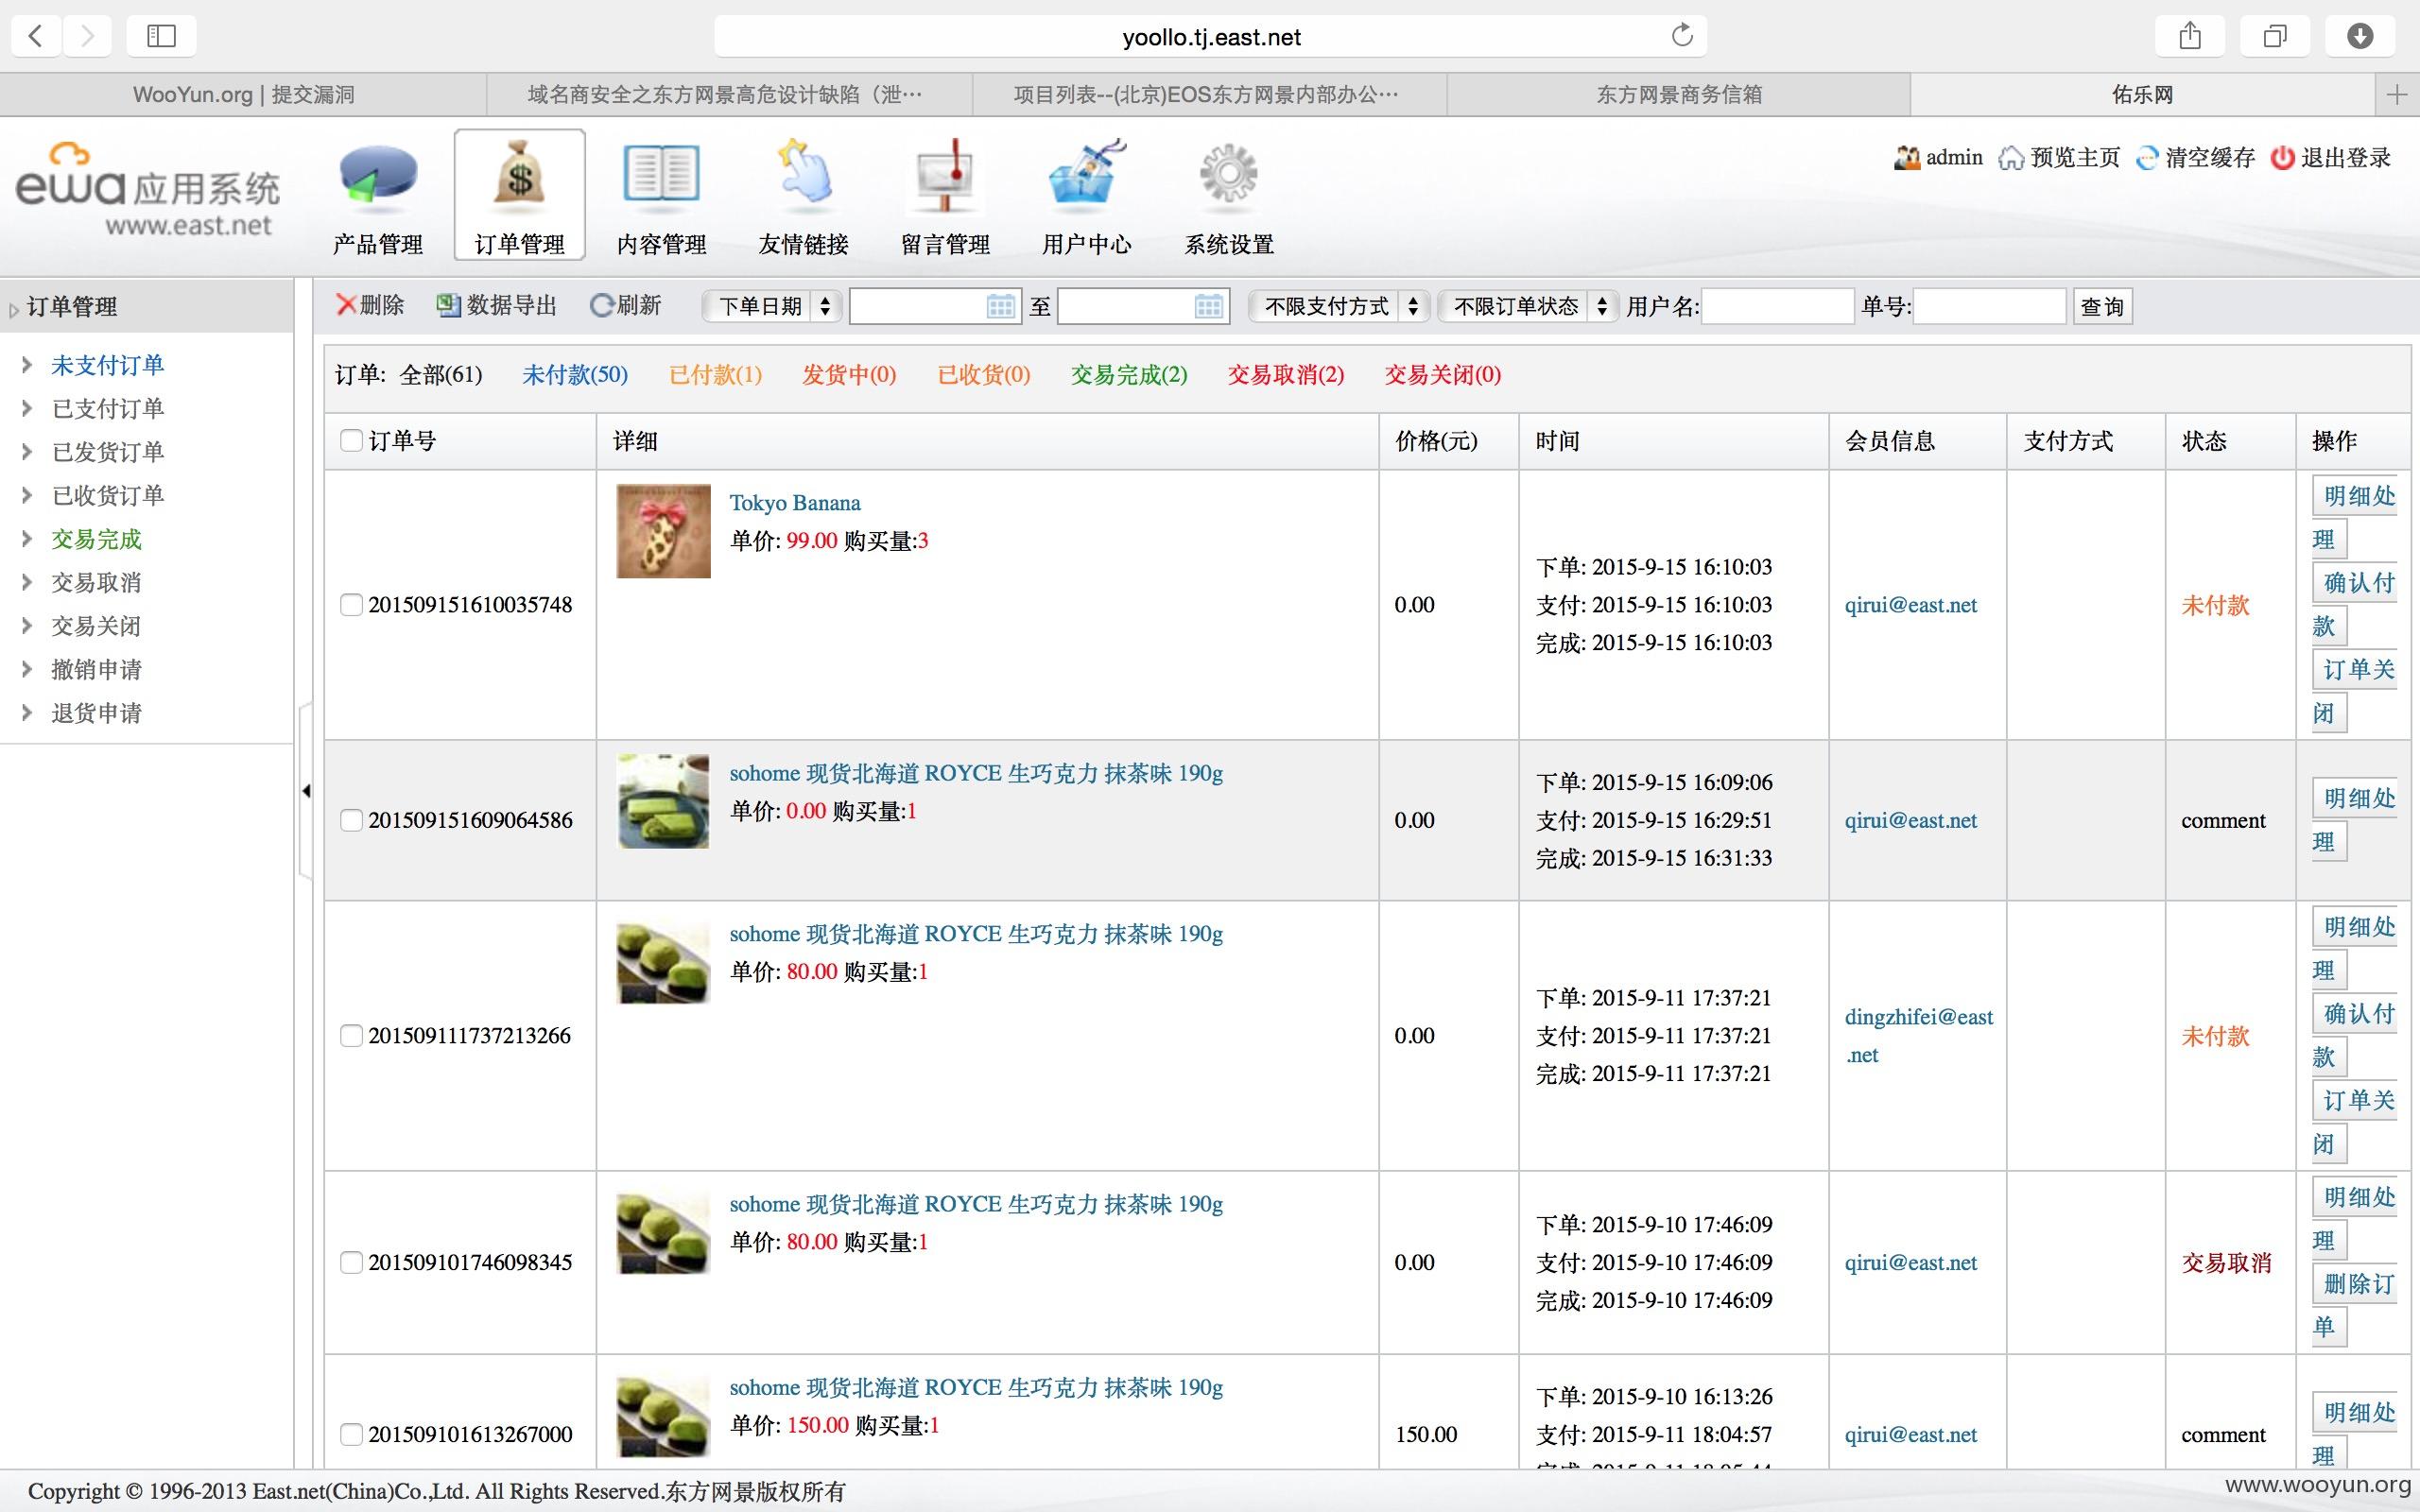 yoollo.tj.east.net
WooYun.org | 提交漏洞
域名商安全之东方网景高危设计缺陷（泄…
项目列表--(北京)EOS东方网景内部办公…
东方网景商务信箱
佑乐网
ewa应用系统
www.east.net
产品管理
订单管理
内容管理
友情链接
留言管理
用户中心
系统设置
admin 预览主页 清空缓存 退出登录
订单管理
未支付订单
已支付订单
已发货订单
已收货订单
交易完成
交易取消
交易关闭
撤销申请
退货申请
删除 数据导出 刷新 下单日期 至 不限支付方式 不限订单状态 用户名: 单号: 查询
订单: 全部(61) 未付款(50) 已付款(1) 发货中(0) 已收货(0) 交易完成(2) 交易取消(2) 交易关闭(0)
订单号 详细 价格(元) 时间 会员信息 支付方式 状态 操作
201509151610035748
Tokyo Banana
单价: 99.00 购买量:3
0.00
下单: 2015-9-15 16:10:03
支付: 2015-9-15 16:10:03
完成: 2015-9-15 16:10:03
qirui@east.net
未付款
明细处
理
确认付
款
订单关
闭
201509151609064586
sohome 现货北海道 ROYCE 生巧克力 抹茶味 190g
单价: 0.00 购买量:1
0.00
下单: 2015-9-15 16:09:06
支付: 2015-9-15 16:29:51
完成: 2015-9-15 16:31:33
qirui@east.net
comment
明细处
理
201509111737213266
sohome 现货北海道 ROYCE 生巧克力 抹茶味 190g
单价: 80.00 购买量:1
0.00
下单: 2015-9-11 17:37:21
支付: 2015-9-11 17:37:21
完成: 2015-9-11 17:37:21
dingzhifei@east
.net
未付款
明细处
理
确认付
款
订单关
闭
201509101746098345
sohome 现货北海道 ROYCE 生巧克力 抹茶味 190g
单价: 80.00 购买量:1
0.00
下单: 2015-9-10 17:46:09
支付: 2015-9-10 17:46:09
完成: 2015-9-10 17:46:09
qirui@east.net
交易取消
明细处
理
删除订
单
201509101613267000
sohome 现货北海道 ROYCE 生巧克力 抹茶味 190g
单价: 150.00 购买量:1
150.00
下单: 2015-9-10 16:13:26
支付: 2015-9-11 18:04:57
qirui@east.net
comment
明细处
理
Copyright © 1996-2013 East.net(China)Co.,Ltd. All Rights Reserved.东方网景版权所有
www.wooyun.org